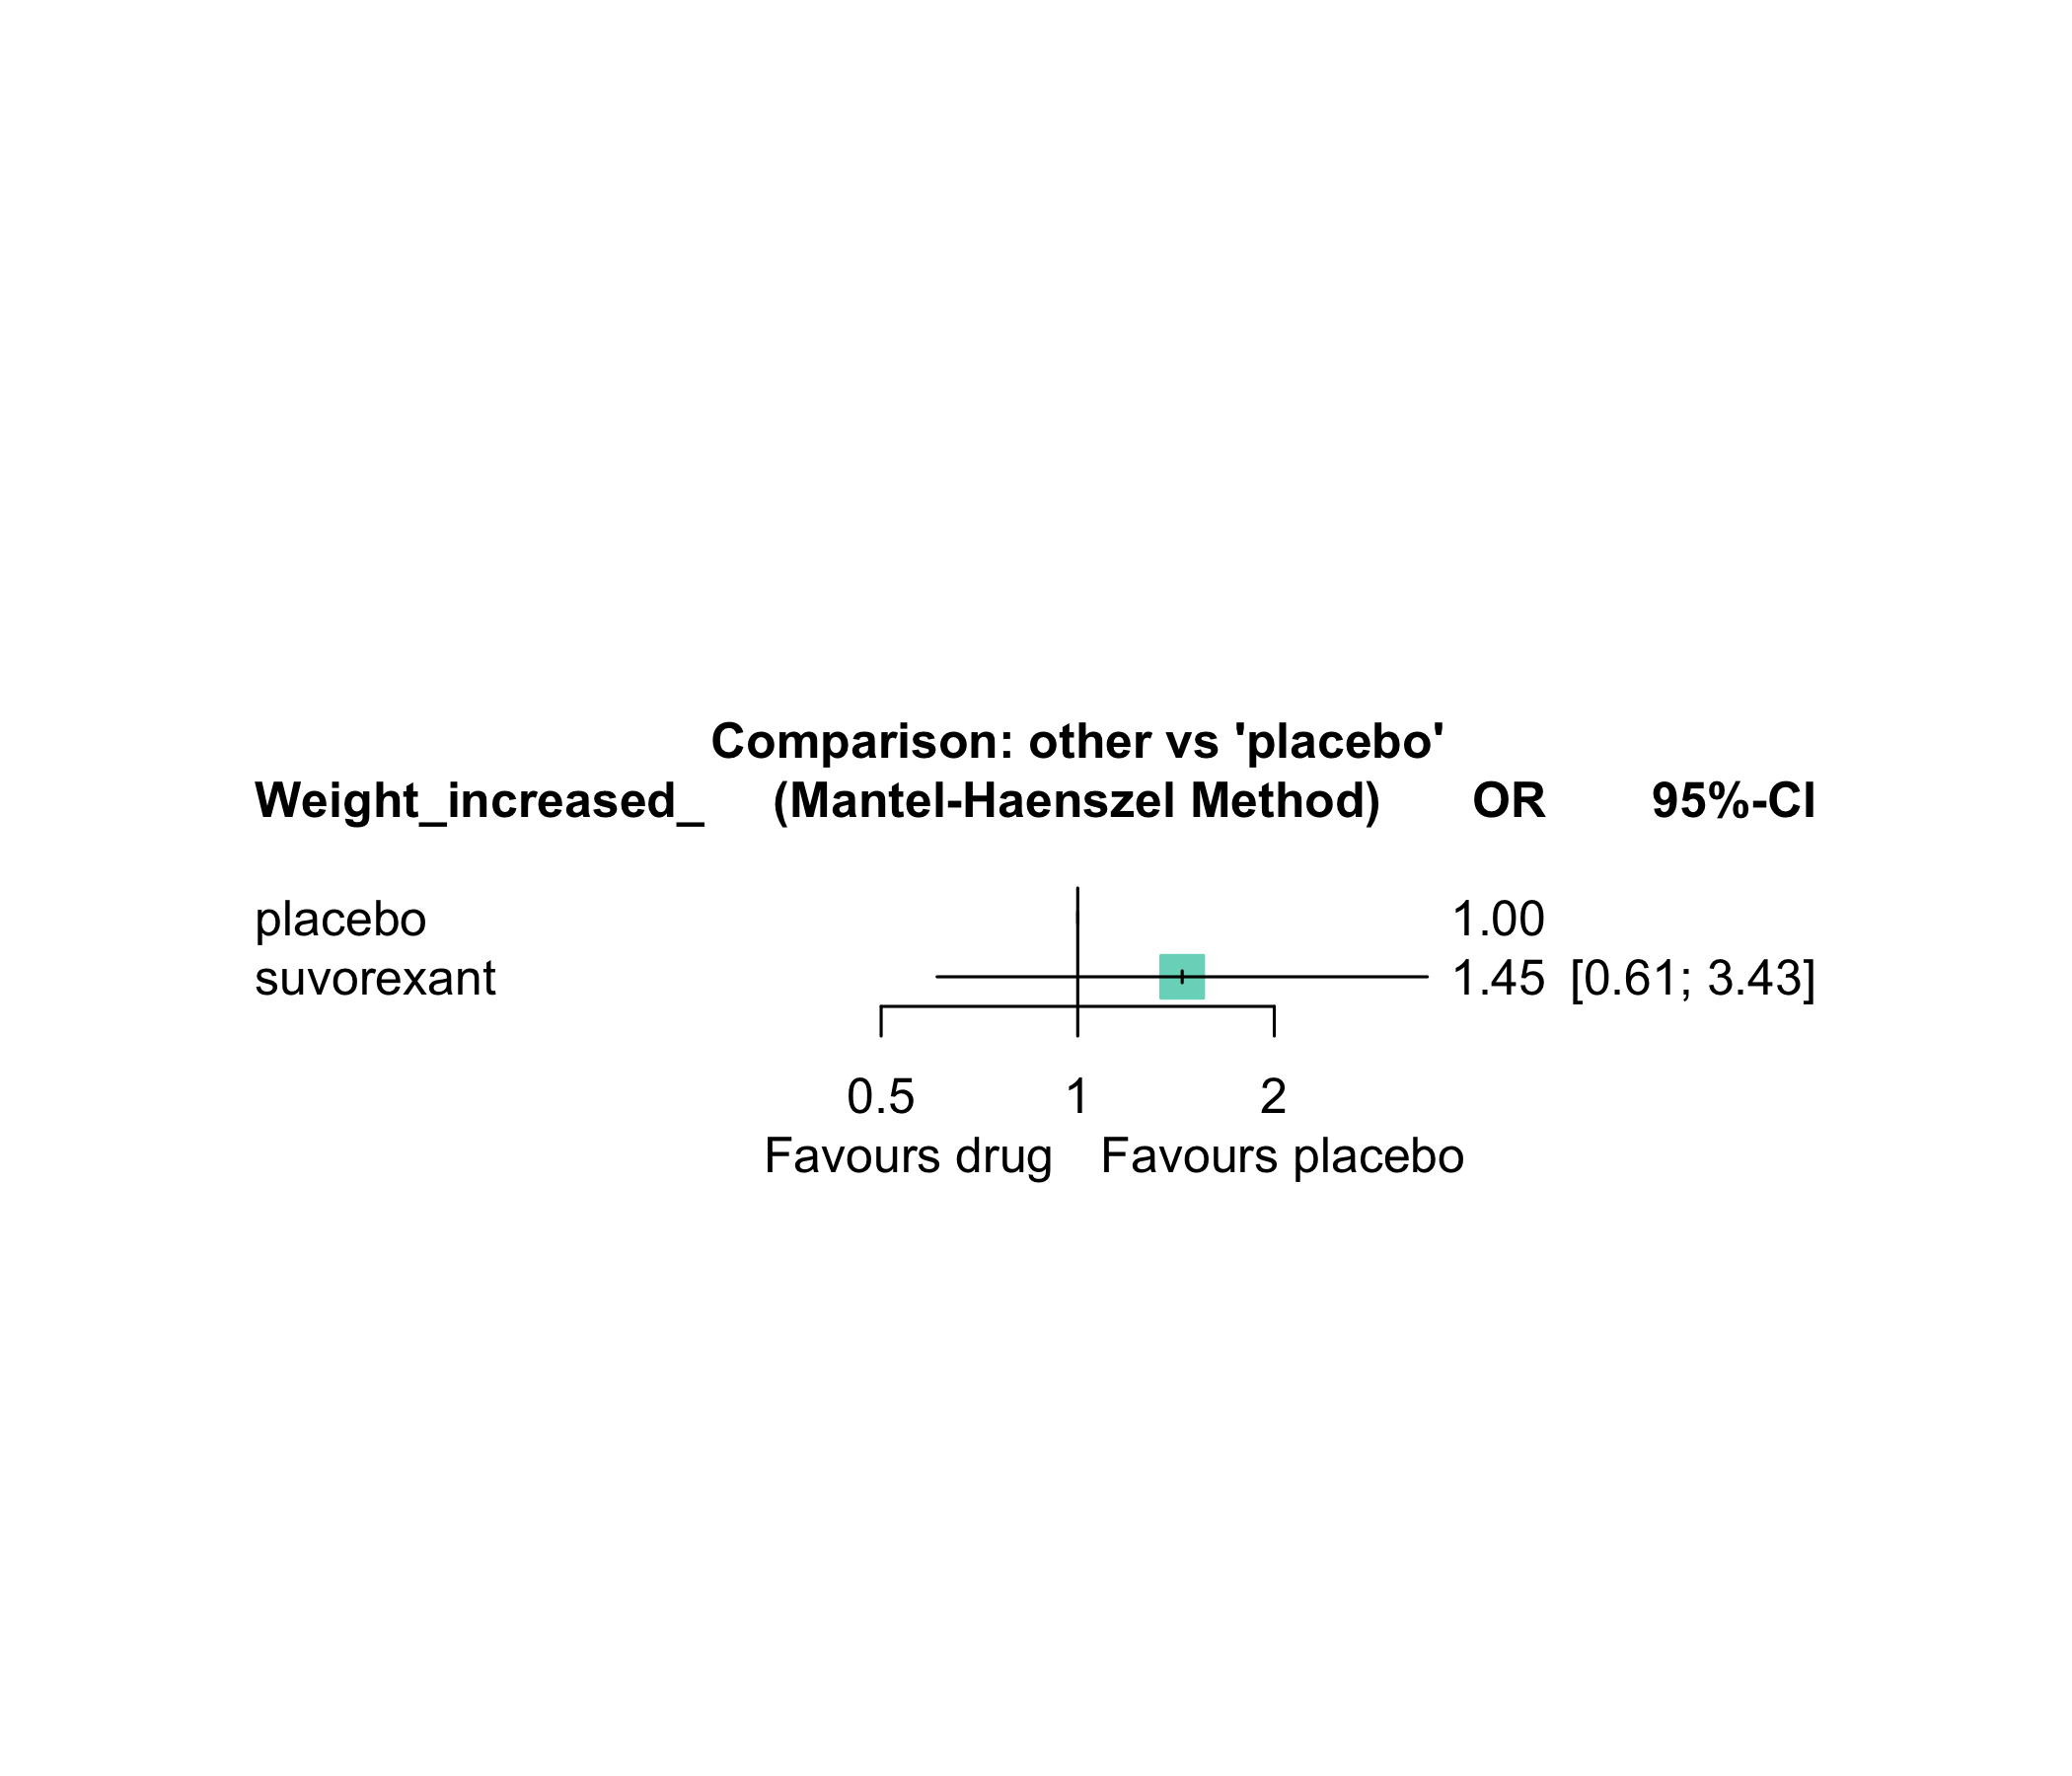 Comparison: other vs 'placebo'
Weight_increased_ (Mantel-Haenszel Method) OR 95%-CI
placebo 1.00
suvorexant 1.45 [0.61; 3.43]
0.5 1 2
Favours drug Favours placebo